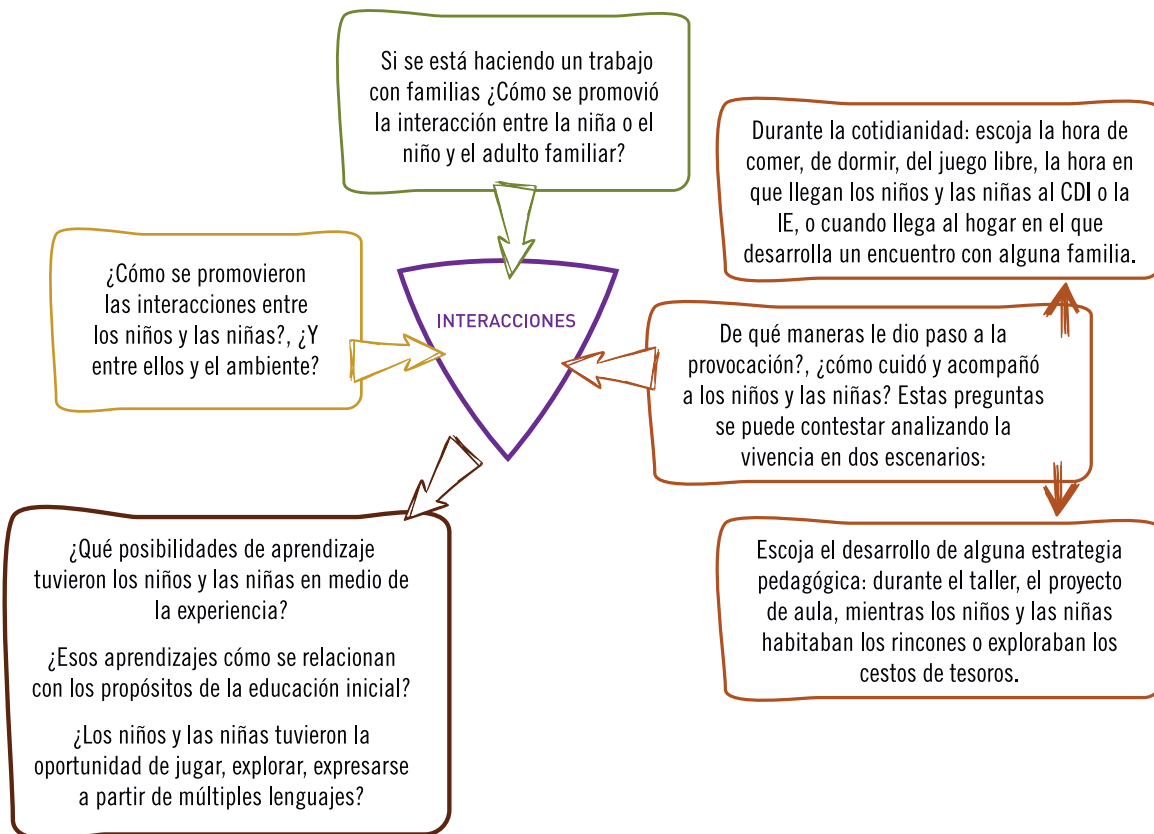 Si se está haciendo un trabajo
con familias ¿Cómo se promovió
la interacción entre la niña o el
niño y el adulto familiar?
Durante la cotidianidad: escoja la hora de
comer, de dormir, del juego libre, la hora en
que llegan los niños y las niñas al CDI o la
IE, o cuando llega al hogar en el que
desarrolla un encuentro con alguna familia.
¿Cómo se promovieron
las interacciones entre
los niños y las niñas?, ¿Y
entre ellos y el ambiente?
INTERACCIONES
De qué maneras le dio paso a la
provocación?, ¿cómo cuidó y acompañó
a los niños y las niñas? Estas preguntas
se puede contestar analizando la
vivencia en dos escenarios:
¿Qué posibilidades de aprendizaje
tuvieron los niños y las niñas en medio de
la experiencia?
¿Esos aprendizajes cómo se relacionan
con los propósitos de la educación inicial?
¿Los niños y las niñas tuvieron la
oportunidad de jugar, explorar, expresarse
a partir de múltiples lenguajes?
Escoja el desarrollo de alguna estrategia
pedagógica: durante el taller, el proyecto
de aula, mientras los niños y las niñas
habitaban los rincones o exploraban los
cestos de tesoros.